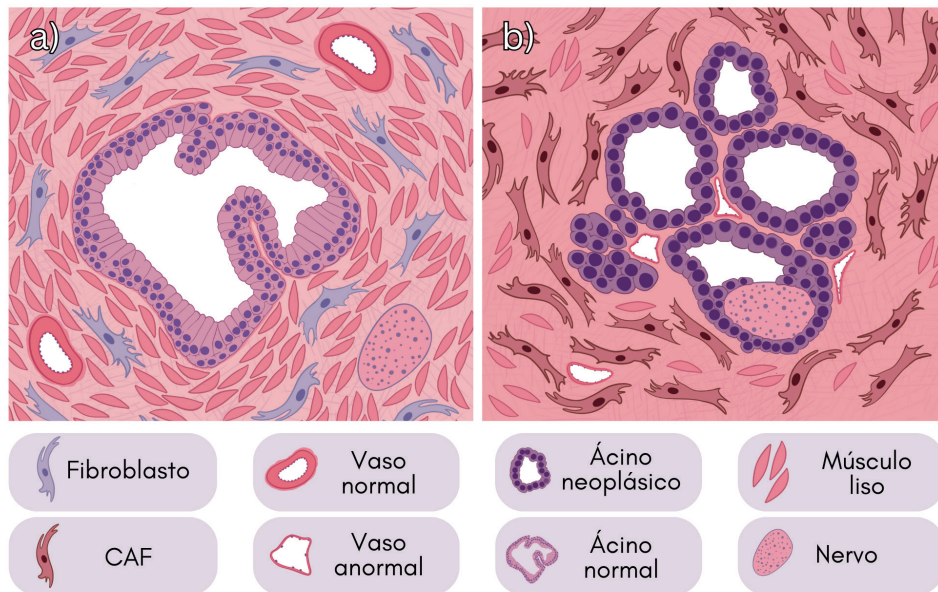 a)
b)
Fibroblasto
Vaso
normal
Ácino
neoplásico
Músculo
liso
CAF
Vaso
anormal
Ácino
normal
Nervo